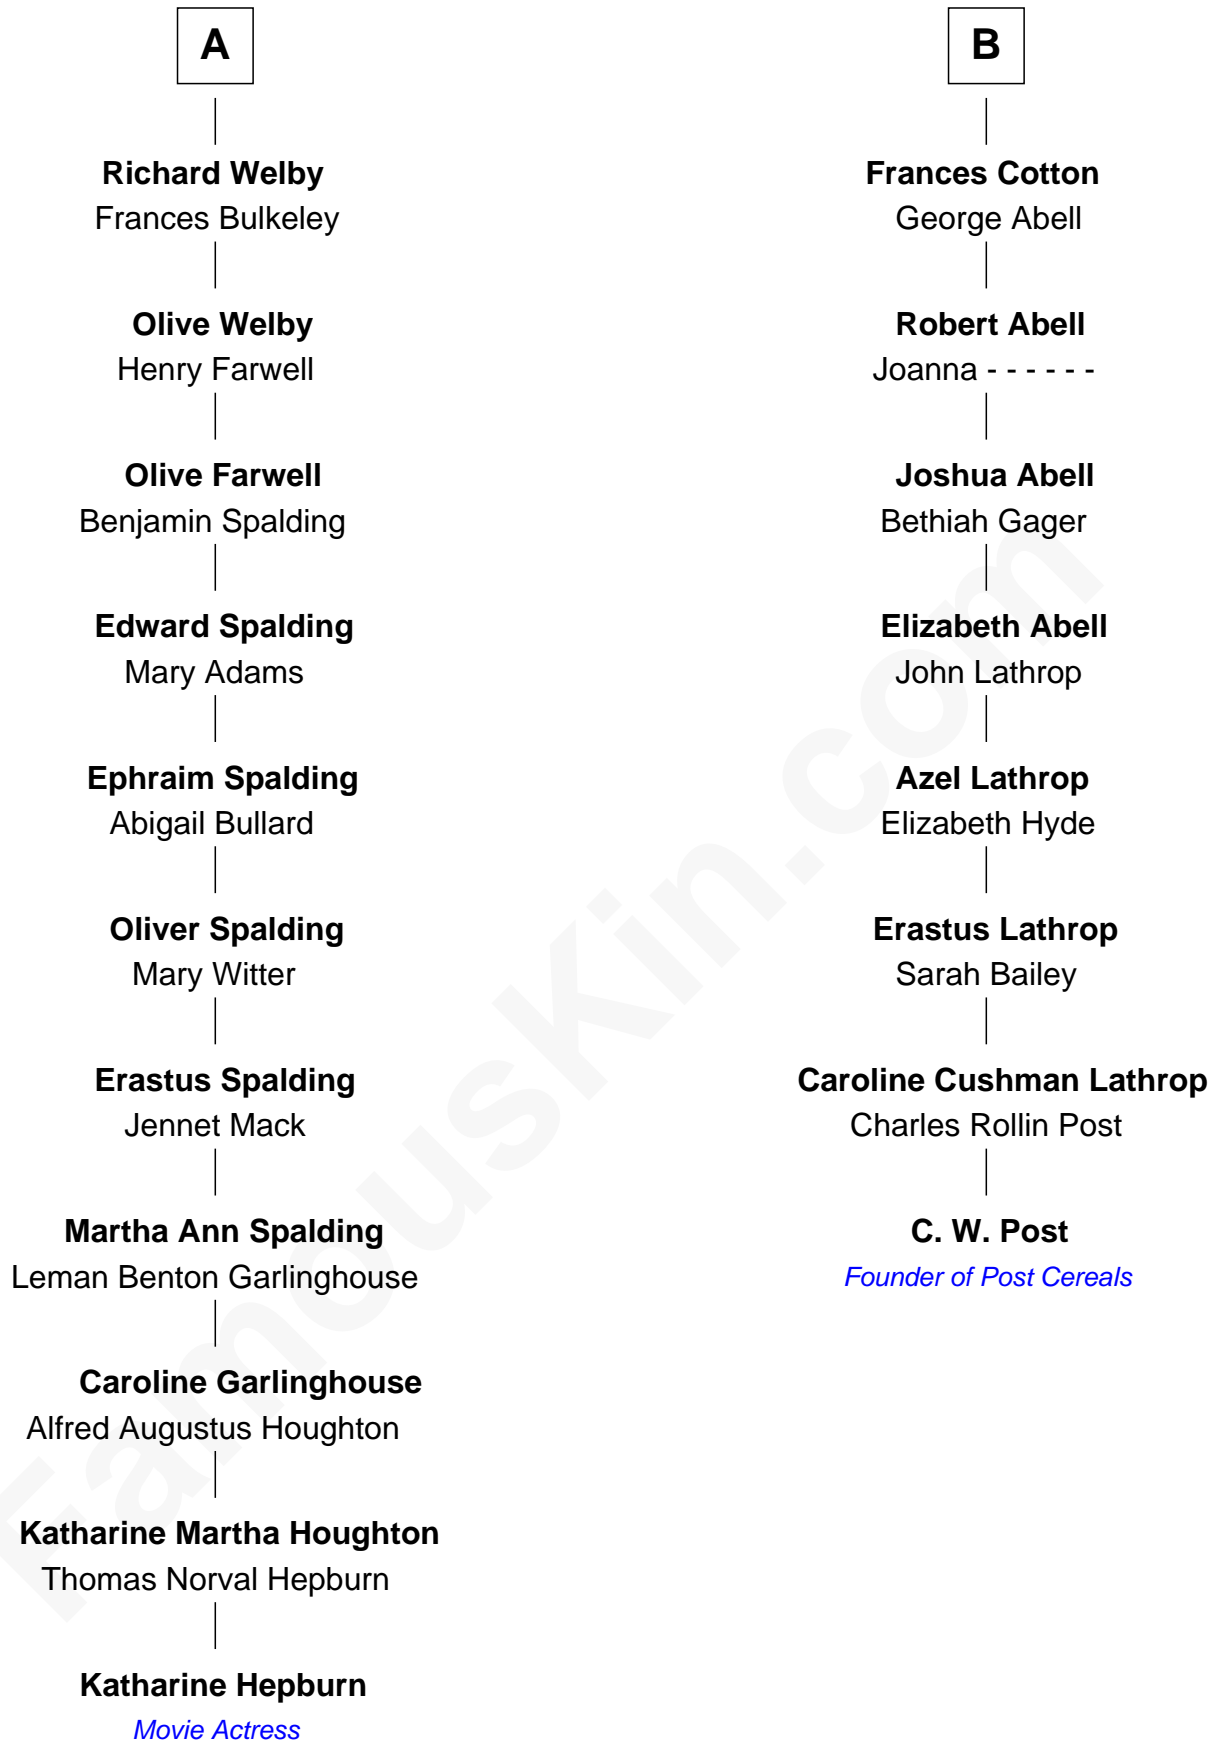 A
Richard Welby
Frances Bulkeley
Olive Welby
Henry Farwell
Olive Farwell
Benjamin Spalding
Edward Spalding
Mary Adams
Ephraim Spalding
Abigail Bullard
Oliver Spalding
Mary Witter
Erastus Spalding
Jennet Mack
Martha Ann Spalding
Leman Benton Garlinghouse
Caroline Garlinghouse
Alfred Augustus Houghton
Katharine Martha Houghton
Thomas Norval Hepburn
Katharine Hepburn
Movie Actress
B
Frances Cotton
George Abell
Robert Abell
Joanna - - - - - -
Joshua Abell
Bethiah Gager
Elizabeth Abell
John Lathrop
Azel Lathrop
Elizabeth Hyde
Erastus Lathrop
Sarah Bailey
Caroline Cushman Lathrop
Charles Rollin Post
C. W. Post
Founder of Post Cereals
FamousKin.com